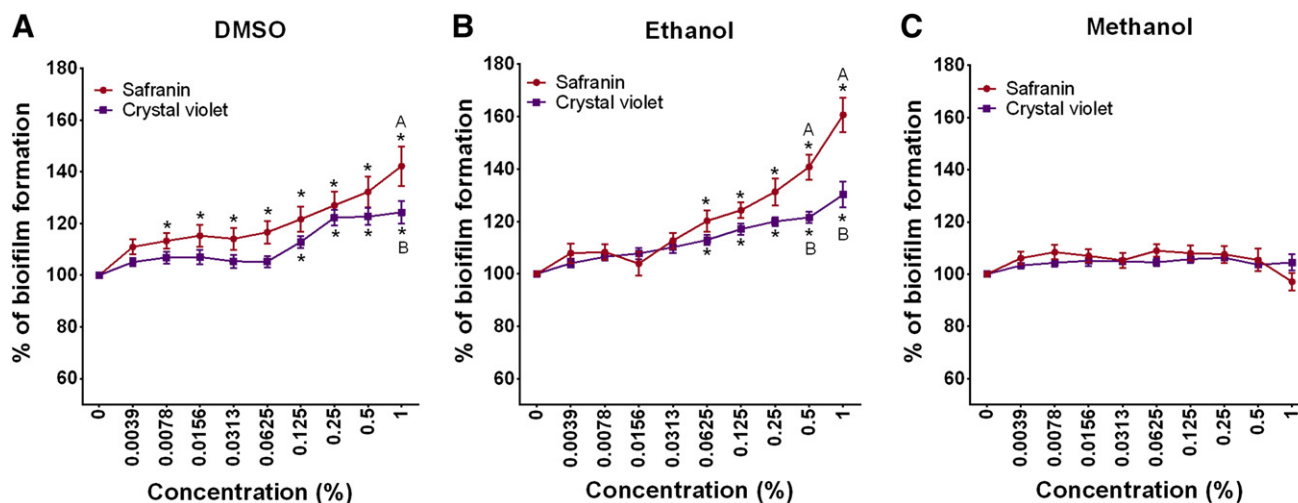 A
DMSO
% of bioifilm formation
180
160
140
120
100
80
60
Safranin
Crystal violet
* * * * * * * * A *
* * * * B
0
0.0039
0.0078
0.0156
0.0313
0.0625
0.125
0.25
0.5
1
Concentration (%)
B
Ethanol
% of bioifilm formation
180
160
140
120
100
80
60
Safranin
Crystal violet
* * * A * A *
* * * * B * B
0
0.0039
0.0078
0.0156
0.0313
0.0625
0.125
0.25
0.5
1
Concentration (%)
C
Methanol
% of bioifilm formation
180
160
140
120
100
80
60
Safranin
Crystal violet
0
0.0039
0.0078
0.0156
0.0313
0.0625
0.125
0.25
0.5
1
Concentration (%)